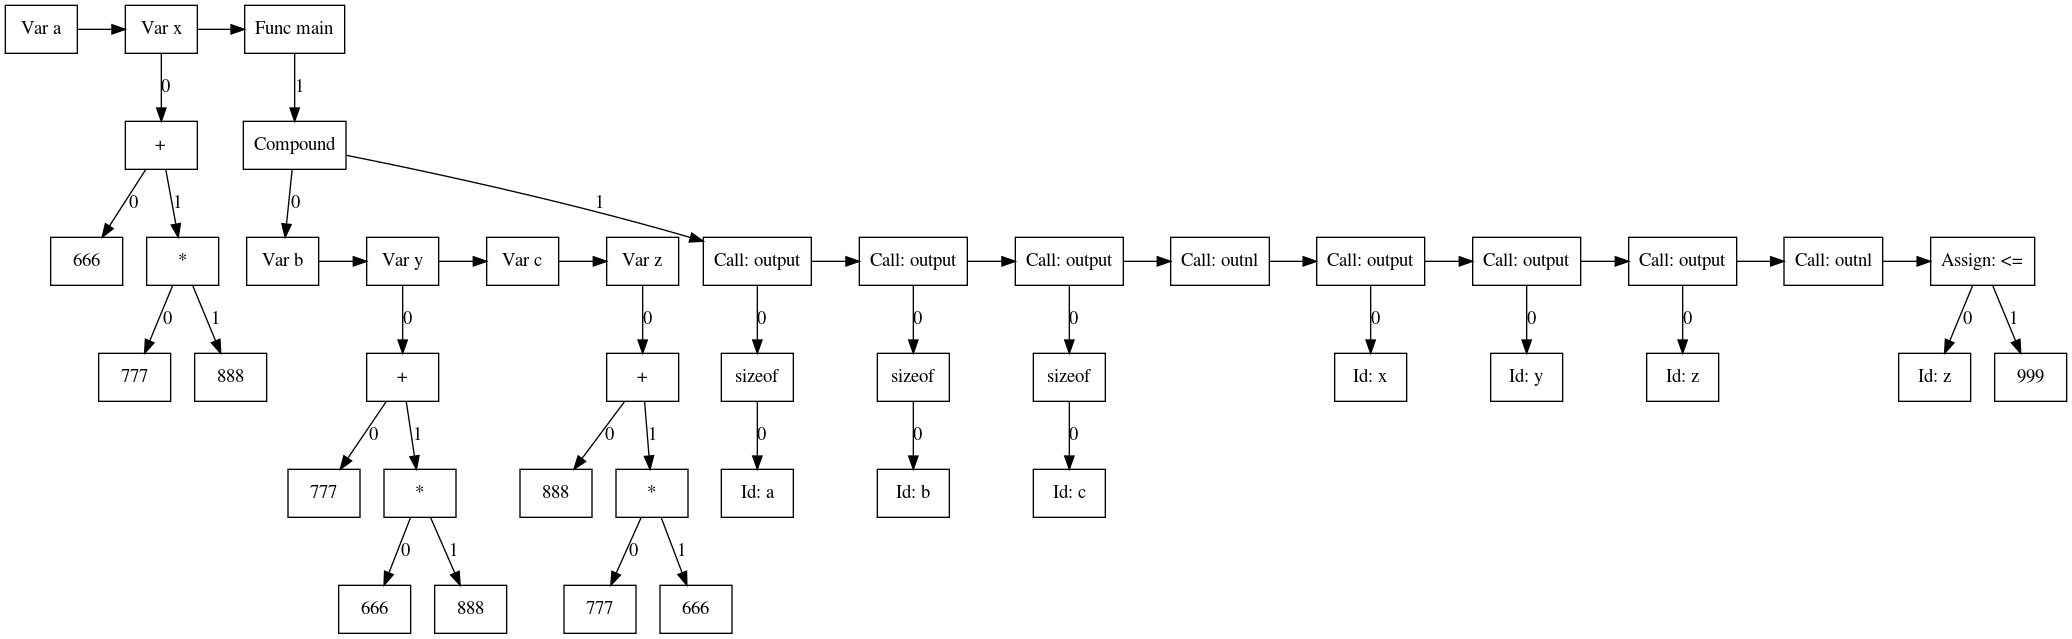 Var a
Var x
Func main
0
1
+
Compound
0
1
0
1
666
*
Var b
Var y
Var c
Var z
Call: output
Call: output
Call: output
Call: outnl
Call: output
Call: output
Call: output
Call: outnl
Assign: <=
0
1
0
0
0
0
0
0
0
0
0
1
777
888
+
+
sizeof
sizeof
sizeof
Id: x
Id: y
Id: z
Id: z
999
0
1
0
1
0
0
0
777
*
888
*
Id: a
Id: b
Id: c
0
1
0
1
666
888
777
666